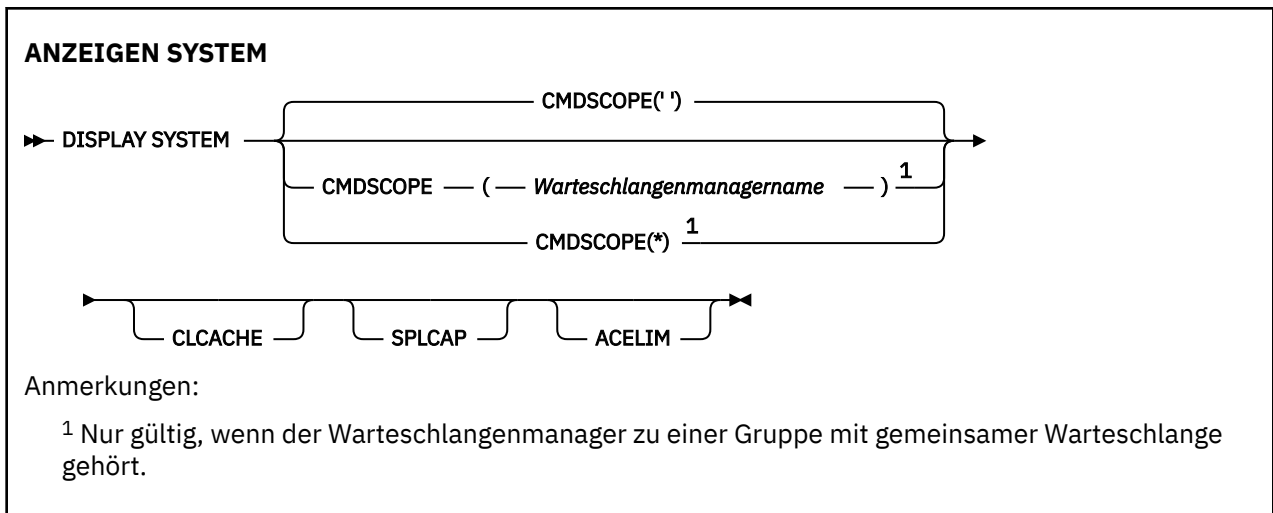 ANZEIGEN SYSTEM
CMDSCOPE(' ')
DISPLAY SYSTEM
CMDSCOPE ( Warteschlangenmanagername ) 1
CMDSCOPE(*) 1
CLCACHE SPLCAP ACELIM
Anmerkungen:
1 Nur gültig, wenn der Warteschlangenmanager zu einer Gruppe mit gemeinsamer Warteschlange
gehört.